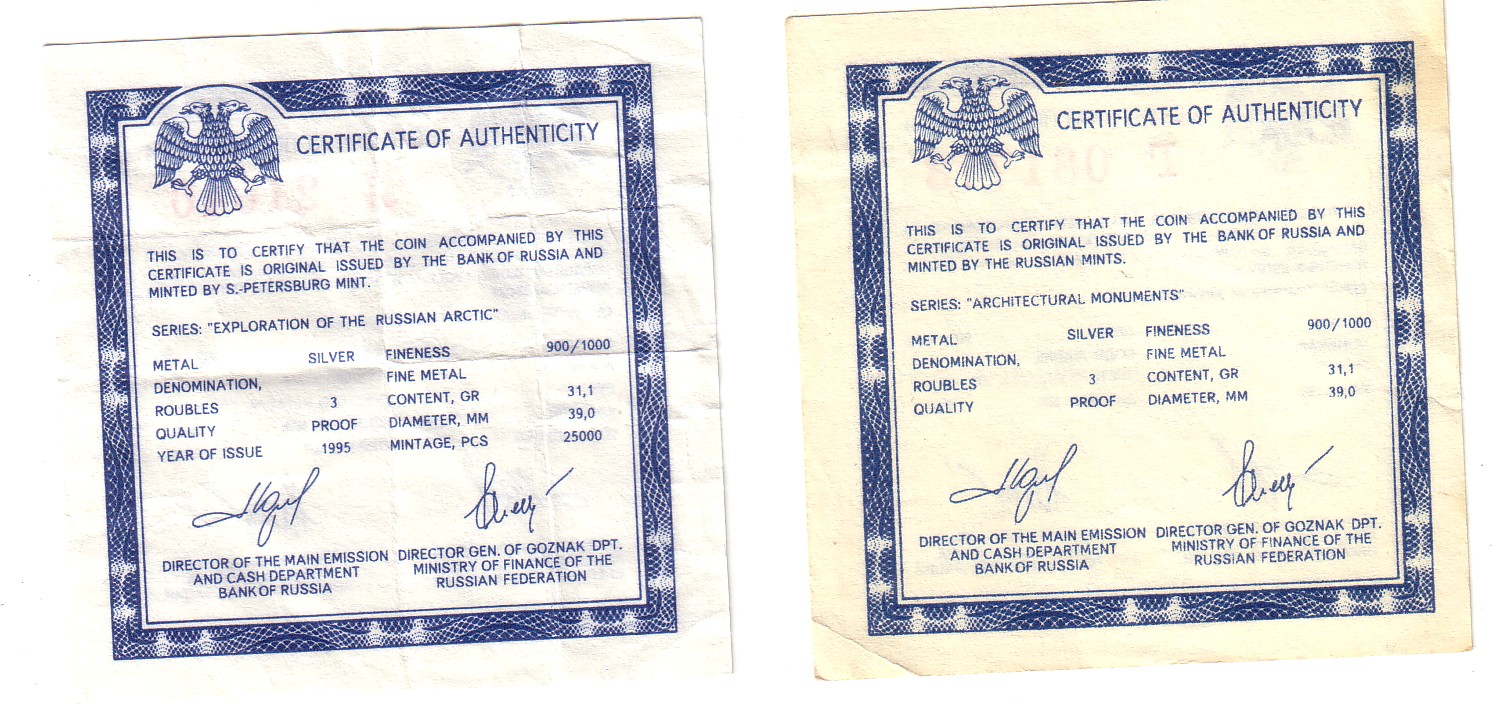 CERTIFICATE OF AUTHENTICITY
THIS IS TO CERTIFY THAT THE COIN ACCOMPANIED BY THIS
CERTIFICATE IS ORIGINAL ISSUED BY THE BANK OF RUSSIA AND
MINTED BY S.-PETERSBURG MINT.
SERIES: "EXPLORATION OF THE RUSSIAN ARCTIC"
METAL SILVER FINENESS 900/1000
DENOMINATION, FINE METAL
ROUBLES 3 CONTENT, GR 31,1
QUALITY PROOF DIAMETER, MM 39,0
YEAR OF ISSUE 1995 MINTAGE, PCS 25000
DIRECTOR OF THE MAIN EMISSION
AND CASH DEPARTMENT
BANK OF RUSSIA
DIRECTOR GEN. OF GOZNAK DPT.
MINISTRY OF FINANCE OF THE
RUSSIAN FEDERATION
CERTIFICATE OF AUTHENTICITY
THIS IS TO CERTIFY THAT THE COIN ACCOMPANIED BY THIS
CERTIFICATE IS ORIGINAL ISSUED BY THE BANK OF RUSSIA AND
MINTED BY THE RUSSIAN MINTS.
SERIES: "ARCHITECTURAL MONUMENTS"
METAL SILVER FINENESS 900/1000
DENOMINATION, FINE METAL
ROUBLES 3 CONTENT, GR 31,1
QUALITY PROOF DIAMETER, MM 39,0
DIRECTOR OF THE MAIN EMISSION
AND CASH DEPARTMENT
BANK OF RUSSIA
DIRECTOR GEN. OF GOZNAK DPT.
MINISTRY OF FINANCE OF THE
RUSSIAN FEDERATION